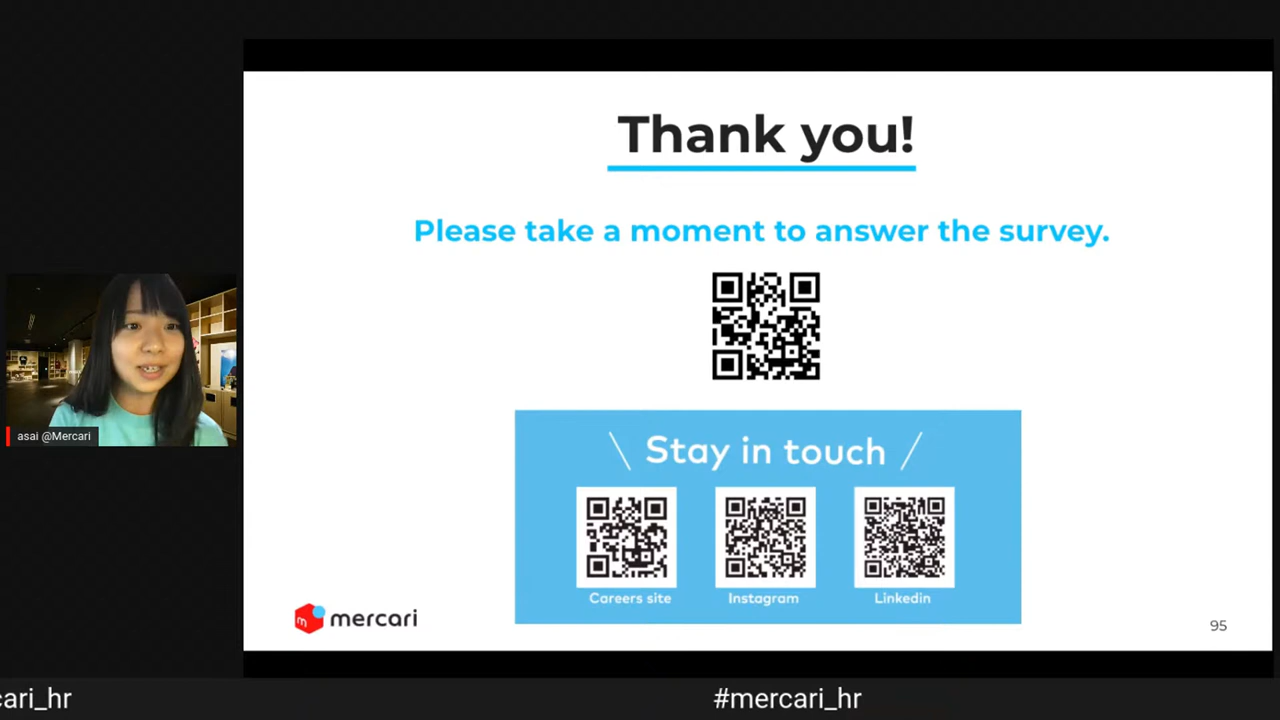 Thank you!
Please take a moment to answer the survey.
asai @Mercari
\ Stay in touch /
Careers site
Instagram
Linkedin
m
mercari
95
cari_hr
#mercari_hr